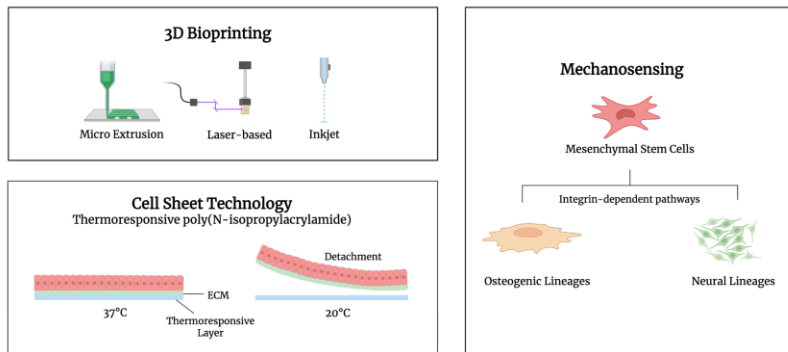 3D Bioprinting
Micro Extrusion
Laser-based
Inkjet
Cell Sheet Technology
Thermoresponsive poly(N-isopropylacrylamide)
Detachment
ECM
37°C
Thermoresponsive
Layer
20°C
Mechanosensing
Mesenchymal Stem Cells
Integrin-dependent pathways
Osteogenic Lineages
Neural Lineages